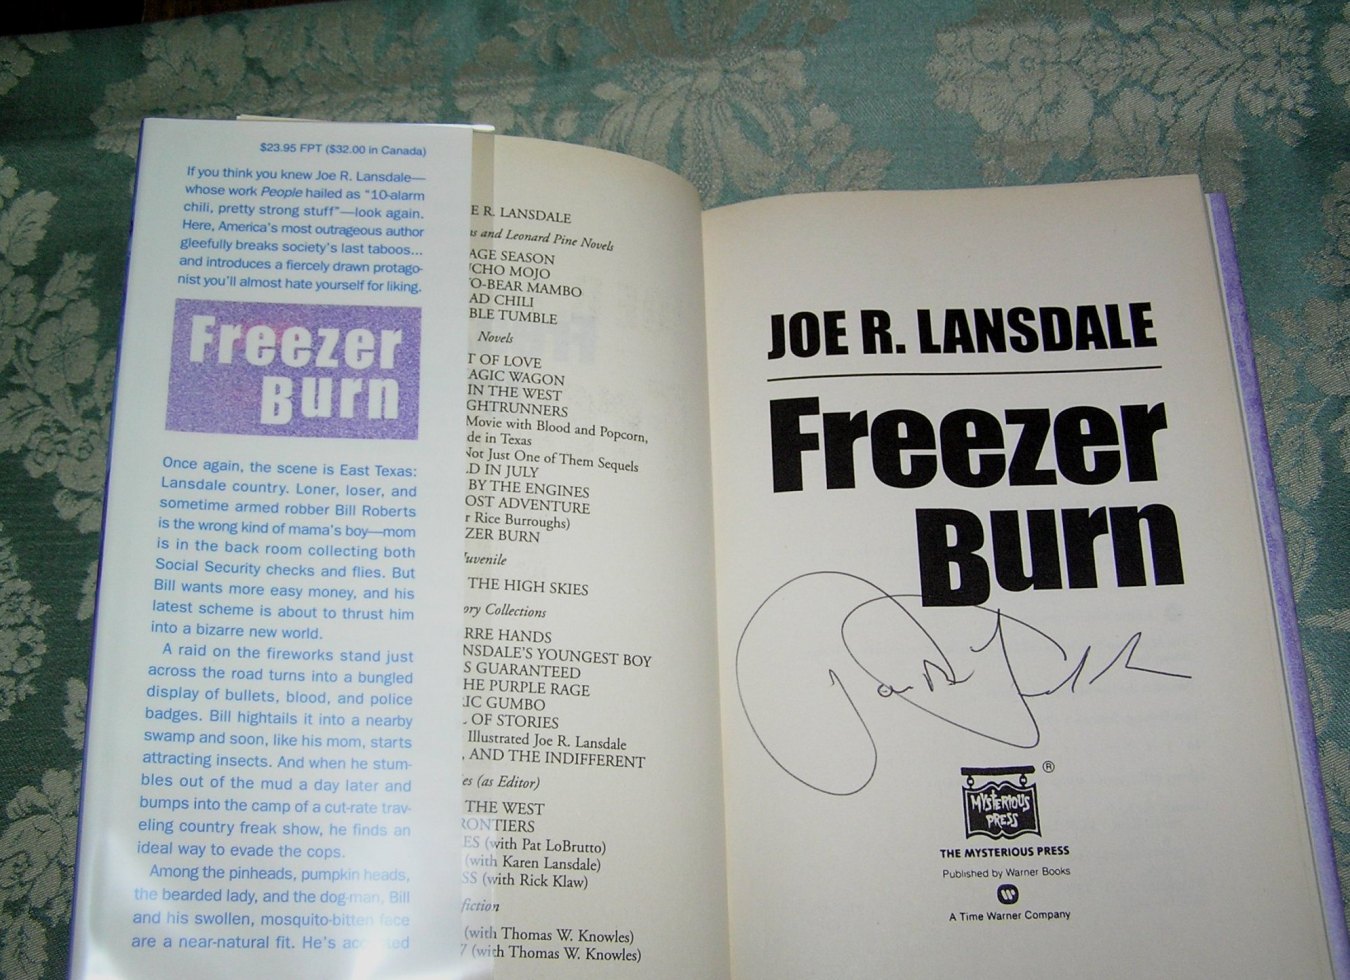 $23.95 FPT ($32.00 in Canada)
If you think you knew Joe R. Lansdale—
whose work People hailed as "10-alarm
chili, pretty strong stuff"—look again.
Here, America's most outrageous author
gleefully breaks society's last taboos...
and introduces a fiercely drawn protago-
nist you'll almost hate yourself for liking.
Freezer
Burn
Once again, the scene is East Texas:
Lansdale country. Loner, loser, and
sometime armed robber Bill Roberts
is the wrong kind of mama's boy—mom
is in the back room collecting both
Social Security checks and flies. But
Bill wants more easy money, and his
latest scheme is about to thrust him
into a bizarre new world.
A raid on the fireworks stand just
across the road turns into a bungled
display of bullets, blood, and police
badges. Bill hightails it into a nearby
swamp and soon, like his mom, starts
attracting insects. And when he stum-
bles out of the mud a day later and
bumps into the camp of a cut-rate trav-
eling country freak show, he finds an
ideal way to evade the cops.
Among the pinheads, pumpkin heads,
the bearded lady, and the dog-man, Bill
and his swollen, mosquito-bitten face
are a near-natural fit. He's
E R. LANSDALE
and Leonard Pine Novels
AGE SEASON
CHO MOJO
O-BEAR MAMBO
AD CHILI
BLE TUMBLE
Novels
T OF LOVE
AGIC WAGON
IN THE WEST
GHTRUNNERS
Movie with Blood and Popcorn,
de in Texas
Not Just One of Them Sequels
D IN JULY
BY THE ENGINES
OST ADVENTURE
r Rice Burroughs)
ZER BURN
uvenile
THE HIGH SKIES
ory Collections
RRE HANDS
NSDALE'S YOUNGEST BOY
S GUARANTEED
HE PURPLE RAGE
RIC GUMBO
L OF STORIES
Illustrated Joe R. Lansdale
, AND THE INDIFFERENT
es (as Editor)
THE WEST
RONTIERS
ES (with Pat LoBrutto)
(with Karen Lansdale)
SS (with Rick Klaw)
fiction
(with Thomas W. Knowles)
7 (with Thomas W. Knowles)
JOE R. LANSDALE
Freezer
Burn
MYSTERIOUS
PRESS
®
THE MYSTERIOUS PRESS
Published by Warner Books
A Time Warner Company